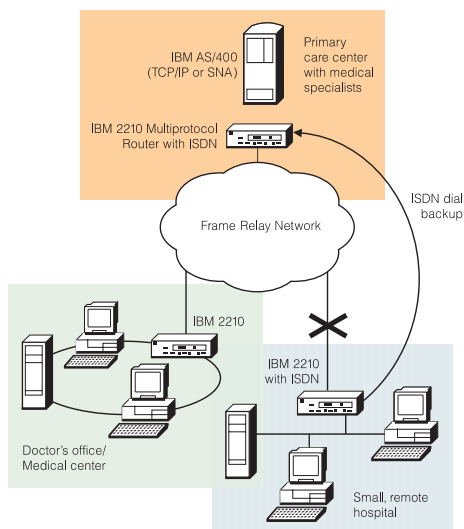 IBM AS/400
(TCP/IP or SNA)
Primary
care center
with medical
specialists
IBM 2210 Multiprotocol
Router with ISDN
ISDN dial
backup
Frame Relay Network
IBM 2210
IBM 2210
with ISDN
Doctor's office/
Medical center
Small, remote
hospital